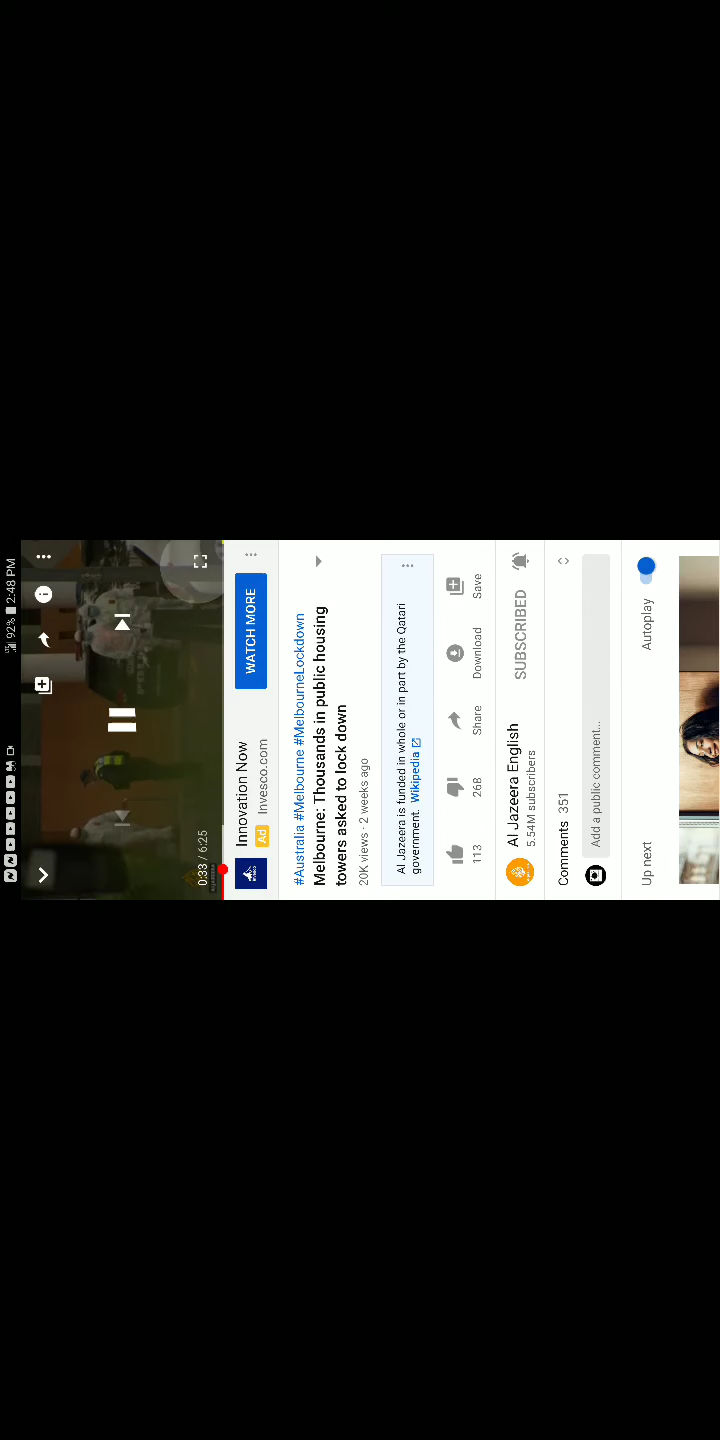 92% 2:48 PM
0:33 / 6:25
Innovation Now
Ad Invesco.com
WATCH MORE
#Australia #Melbourne #MelbourneLockdown
Melbourne: Thousands in public housing
towers asked to lock down
20K views · 2 weeks ago
Al Jazeera is funded in whole or in part by the Qatari
government. Wikipedia
113
268
Share
Download
Save
Al Jazeera English
5.54M subscribers
SUBSCRIBED
Comments 351
Add a public comment...
Up next
Autoplay